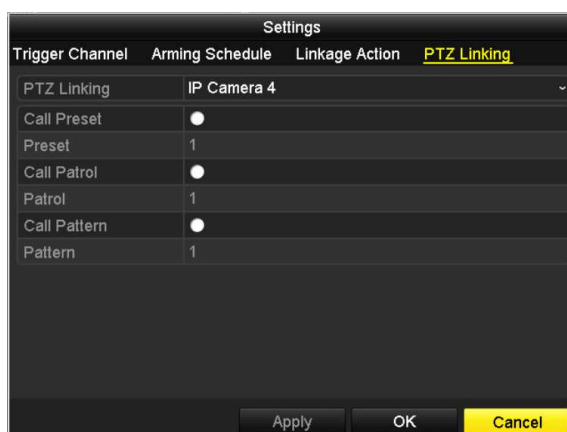 Settings
Trigger Channel Arming Schedule Linkage Action PTZ Linking
PTZ Linking IP Camera 4
Call Preset
Preset 1
Call Patrol
Patrol 1
Call Pattern
Pattern 1
Apply OK Cancel